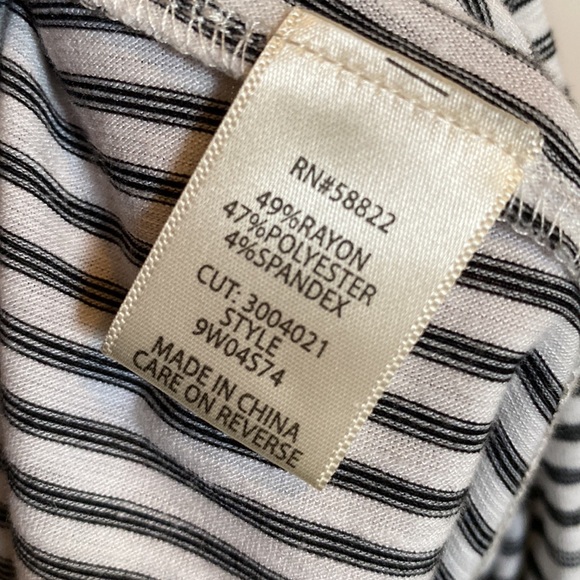 RN#58822
49%RAYON
47%POLYESTER
4%SPANDEX
CUT: 3004021
STYLE
9W04S74
MADE IN CHINA
CARE ON REVERSE